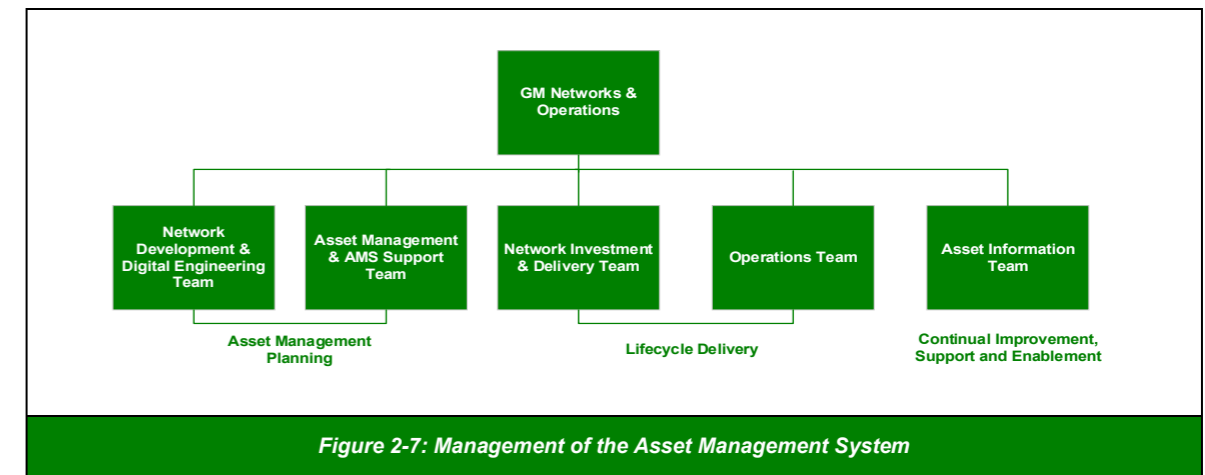 GM Networks &
Operations
Network
Development &
Digital Engineering
Team
Asset Management
& AMS Support
Team
Network Investment
& Delivery Team
Operations Team
Asset Information
Team
Asset Management
Planning
Lifecycle Delivery
Continual Improvement,
Support and Enablement
Figure 2-7: Management of the Asset Management System